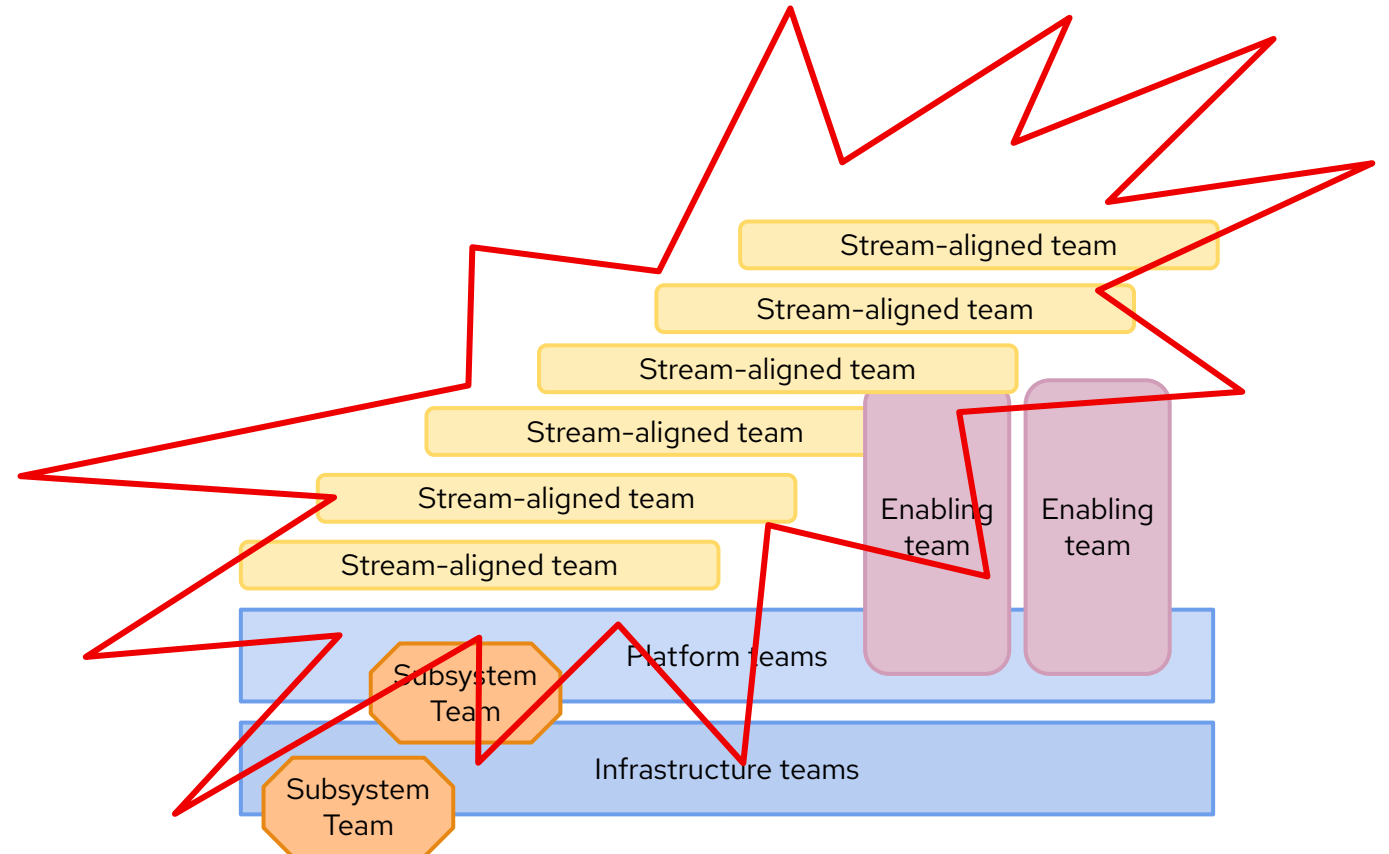 Stream-aligned team
Stream-aligned team
Stream-aligned team
Stream-aligned team
Stream-aligned team
Stream-aligned team
Enabling
team
Enabling
team
Platform teams
Subsystem
Team
Infrastructure teams
Subsystem
Team